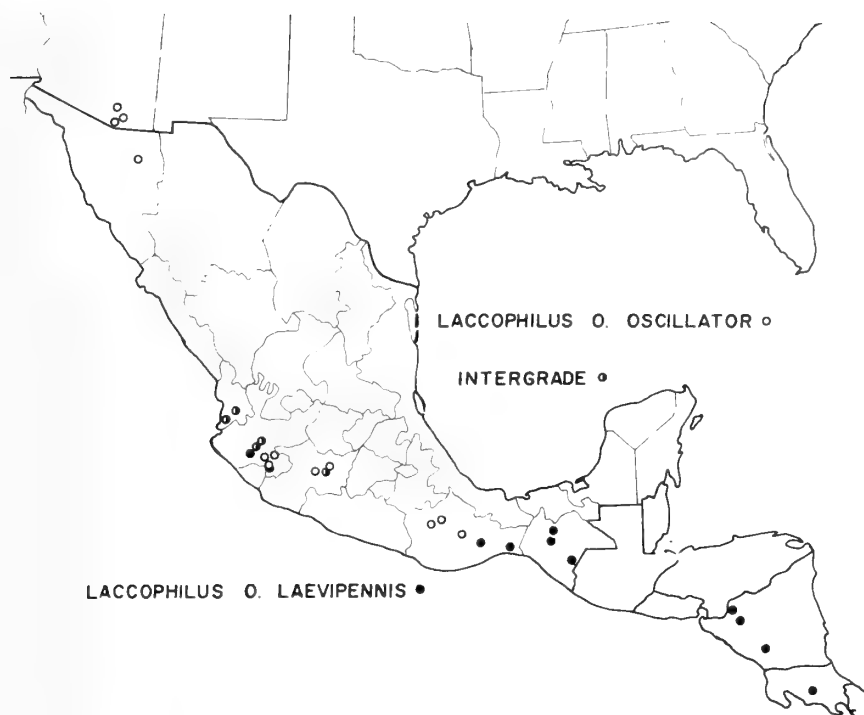 LACCOPHILUS O. OSCILLATOR
INTERGRADE
LACCOPHILUS O. LAEVIPENNIS